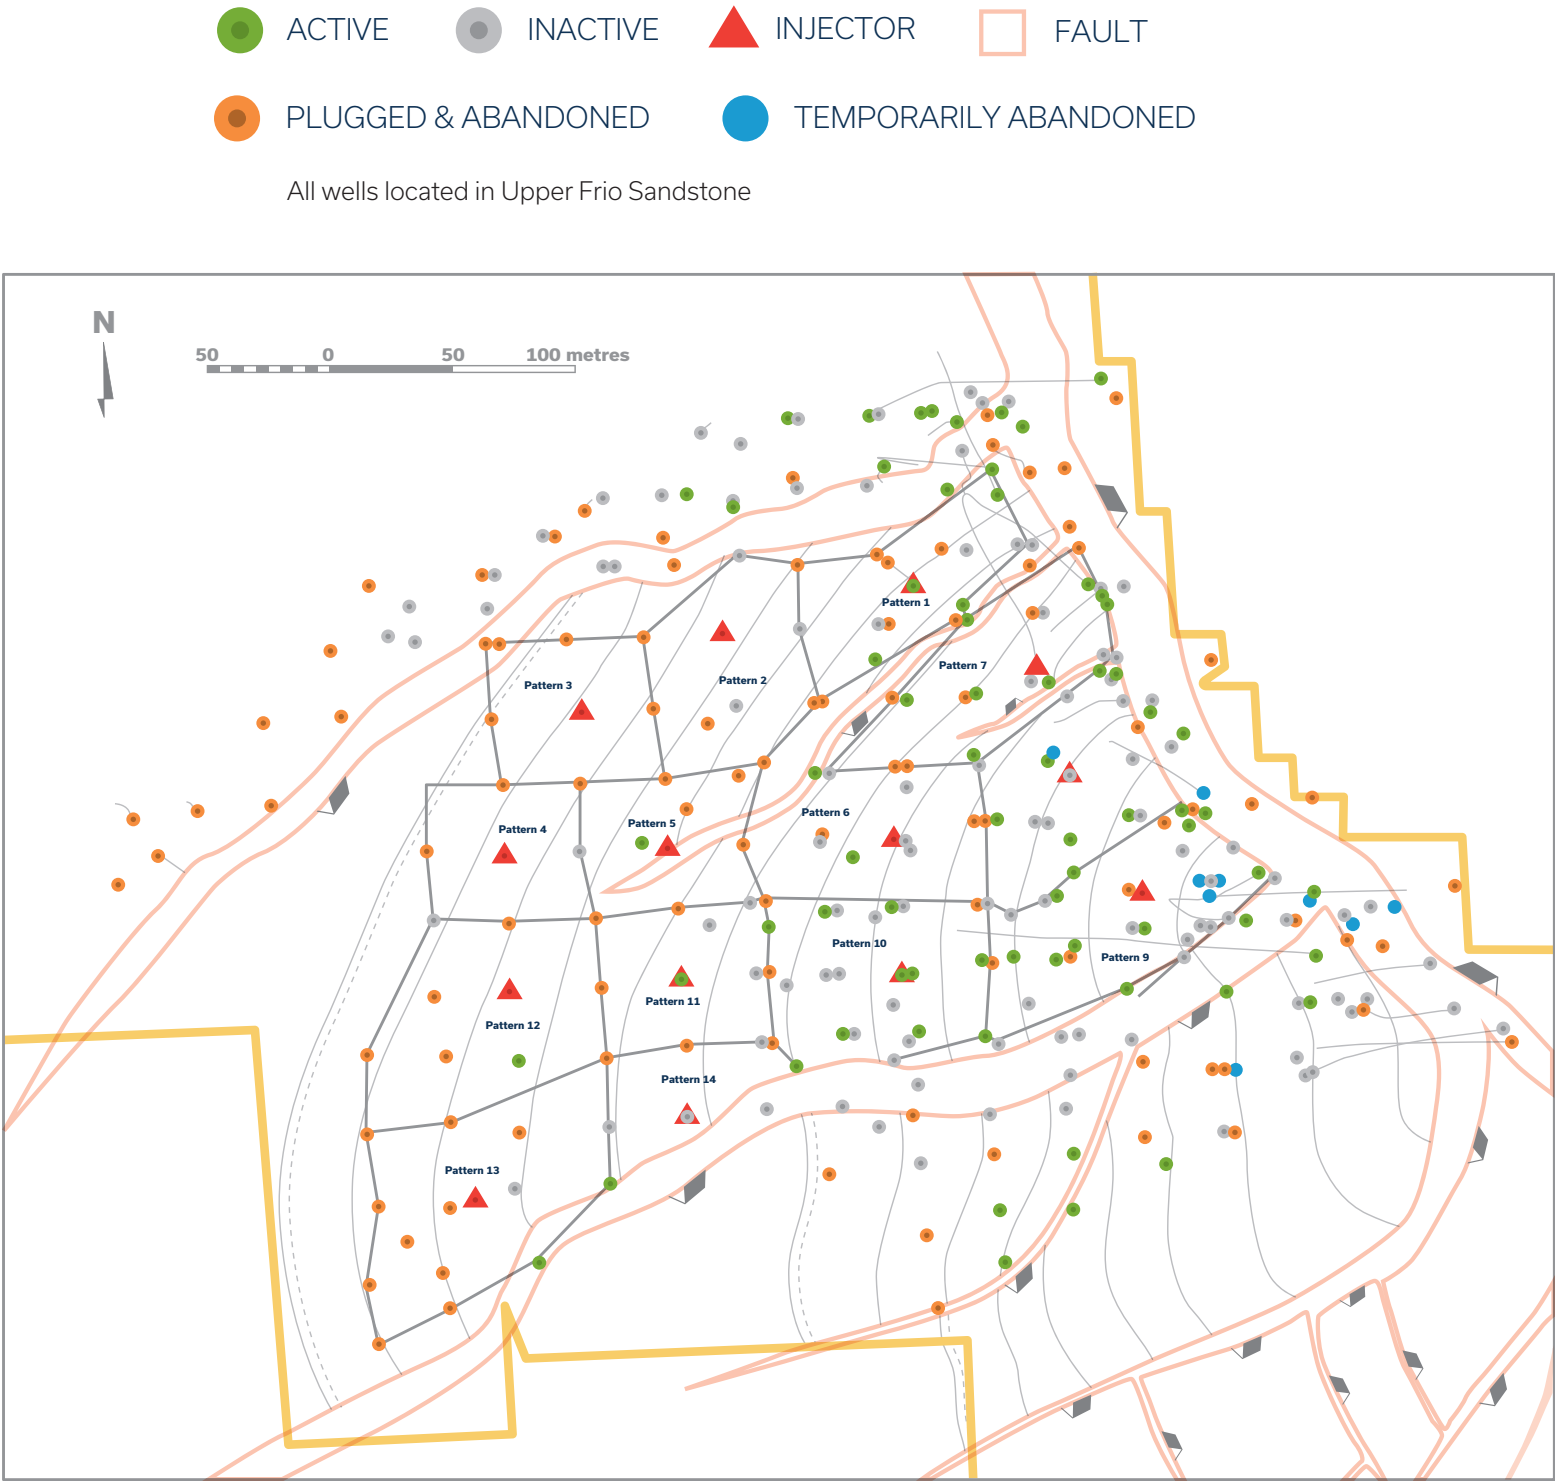 ACTIVE INACTIVE INJECTOR FAULT
PLUGGED & ABANDONED TEMPORARILY ABANDONED
All wells located in Upper Frio Sandstone
N
50 0 50 100 metres
Pattern 1
Pattern 7
Pattern 2
Pattern 3
Pattern 6
Pattern 5
Pattern 4
Pattern 10
Pattern 9
Pattern 11
Pattern 12
Pattern 14
Pattern 13